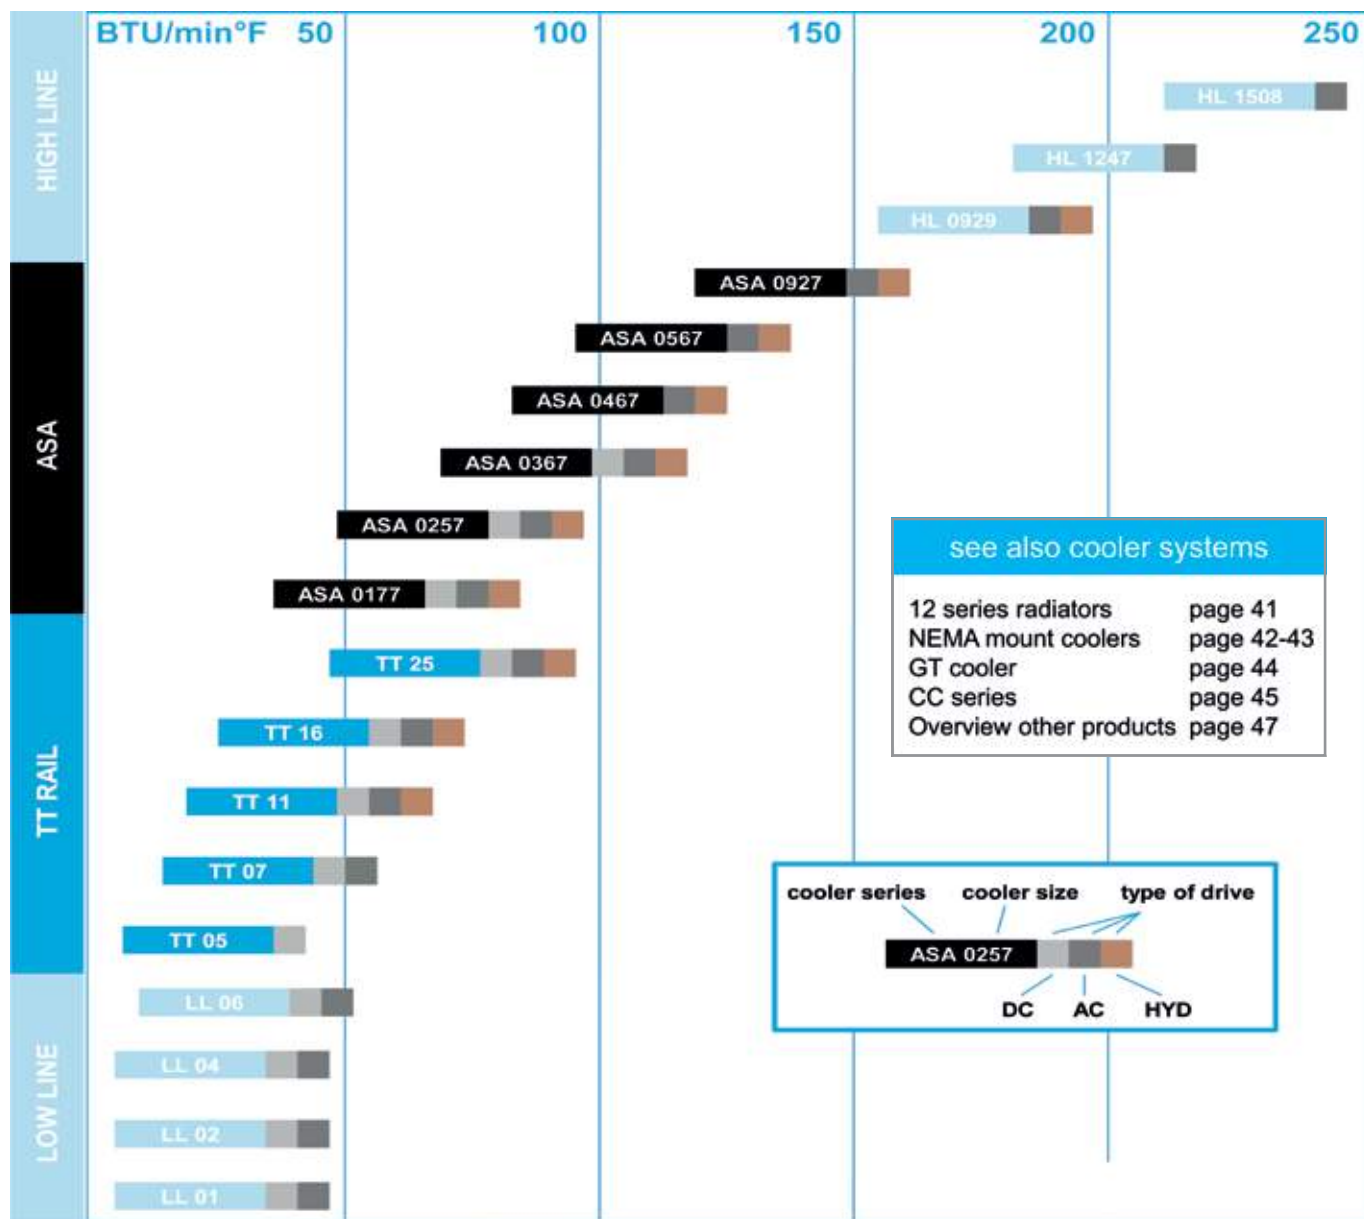 BTU/min°F 50 100 150 200 250
HIGH LINE
HL 1508
HL 1247
HL 0929
ASA
ASA 0927
ASA 0567
ASA 0467
ASA 0367
ASA 0257
ASA 0177
TT RAIL
TT 25
TT 16
TT 11
TT 07
TT 05
LOW LINE
LL 06
LL 04
LL 02
LL 01
see also cooler systems
12 series radiators page 41
NEMA mount coolers page 42-43
GT cooler page 44
CC series page 45
Overview other products page 47
cooler series cooler size type of drive
ASA 0257
DC AC HYD